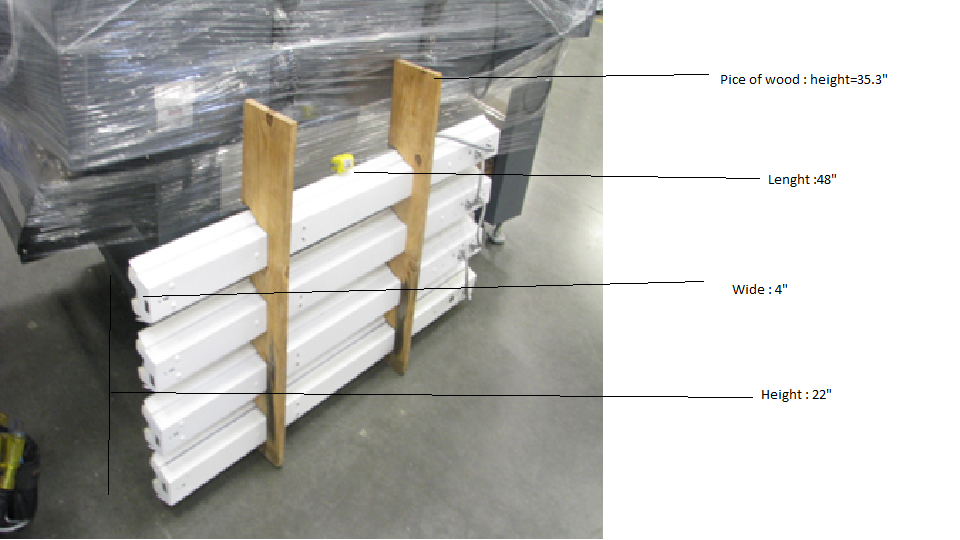 Pice of wood : height=35.3"
Lenght :48"
Wide : 4"
Height : 22"